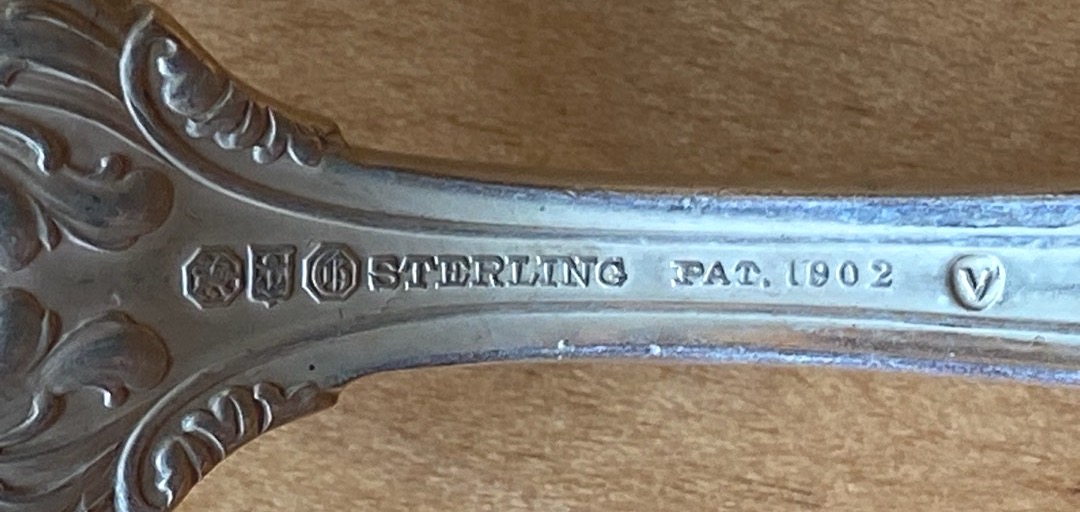 STERLING PAT. 1902 V